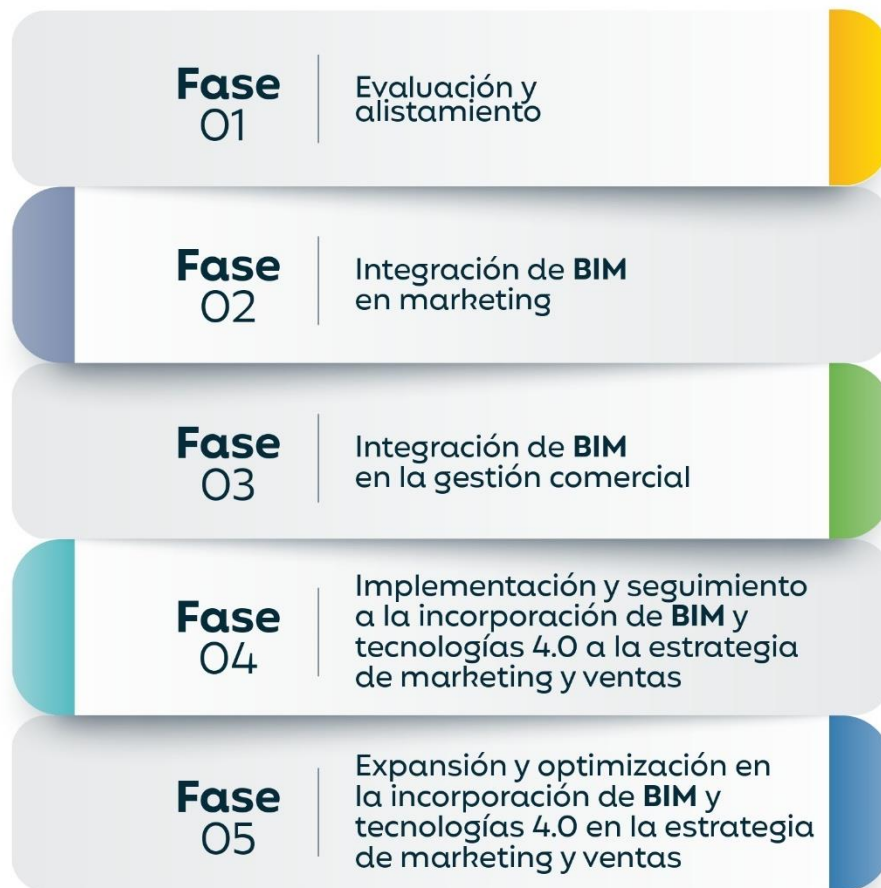 Fase
01
Evaluación y
alistamiento
Fase
02
Integración de BIM
en marketing
Fase
03
Integración de BIM
en la gestión comercial
Fase
04
Implementación y seguimiento
a la incorporación de BIM y
tecnologías 4.0 a la estrategia
de marketing y ventas
Fase
05
Expansión y optimización en
la incorporación de BIM y
tecnologías 4.0 en la estrategia
de marketing y ventas